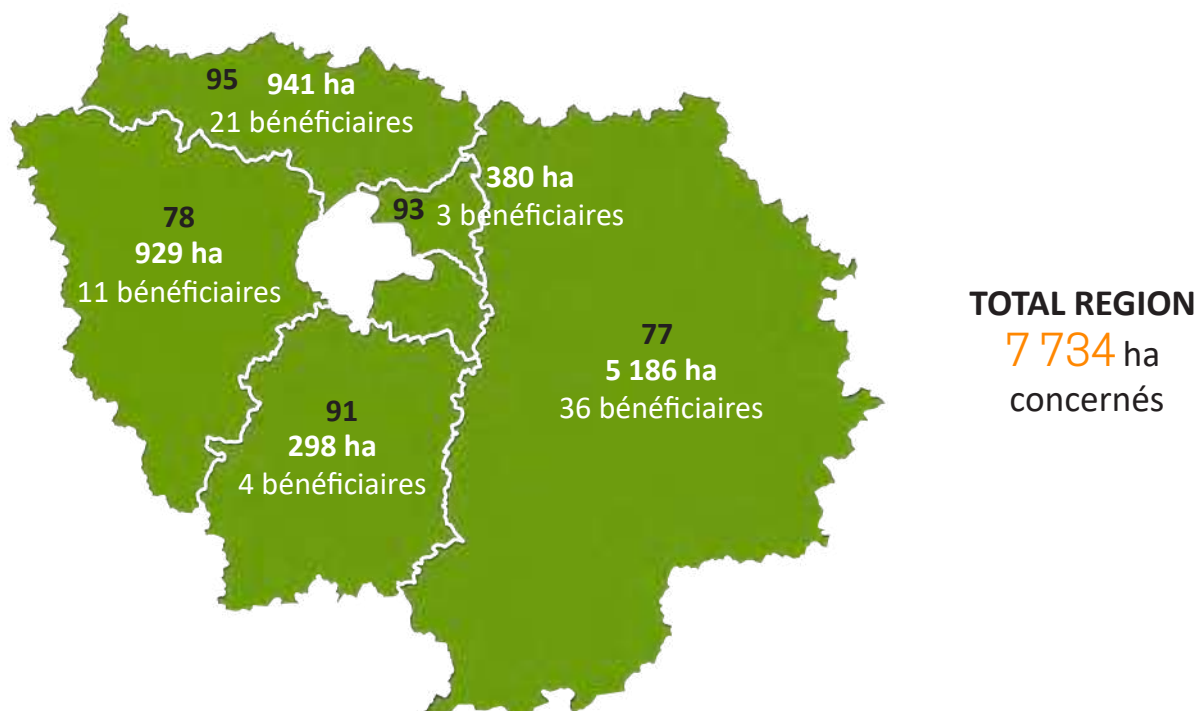 95 941 ha
21 bénéficiaires
380 ha
93 3 bénéficiaires
78
929 ha
11 bénéficiaires
77
5 186 ha
36 bénéficiaires
91
298 ha
4 bénéficiaires
TOTAL REGION
7 734 ha
concernés